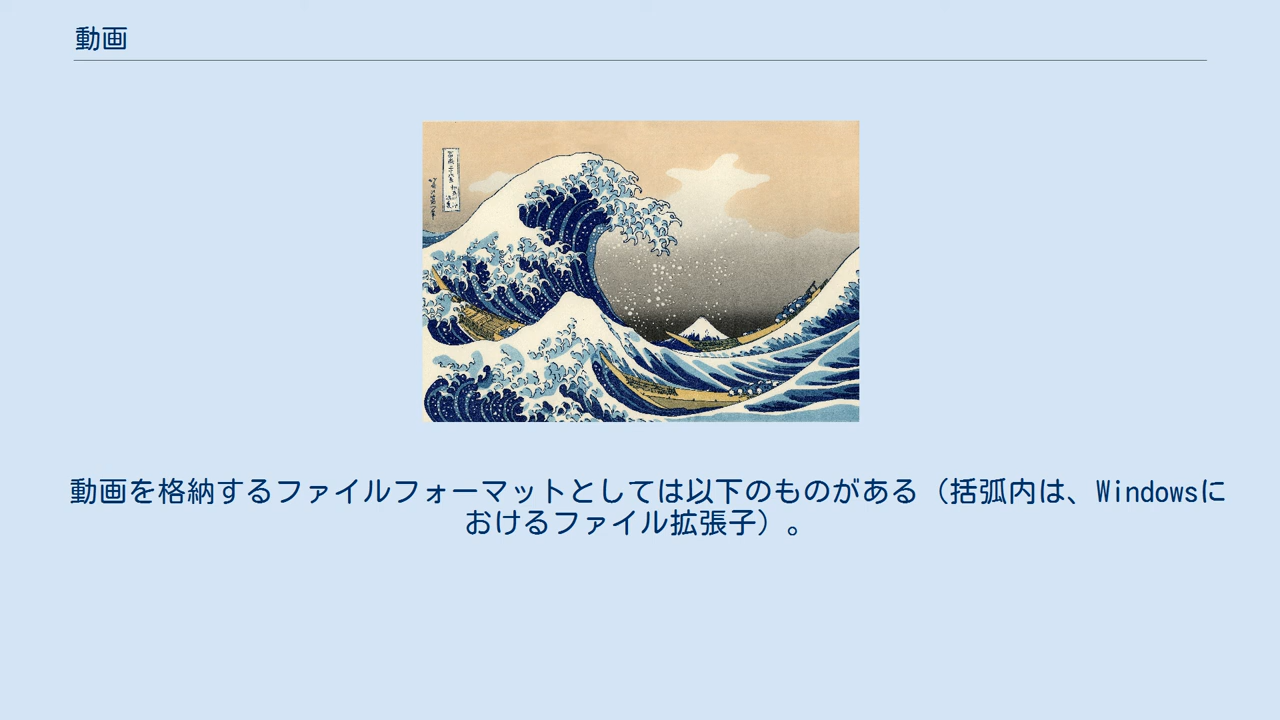 動画
動画を格納するファイルフォーマットとしては以下のものがある（括弧内は、Windowsに
おけるファイル拡張子）。